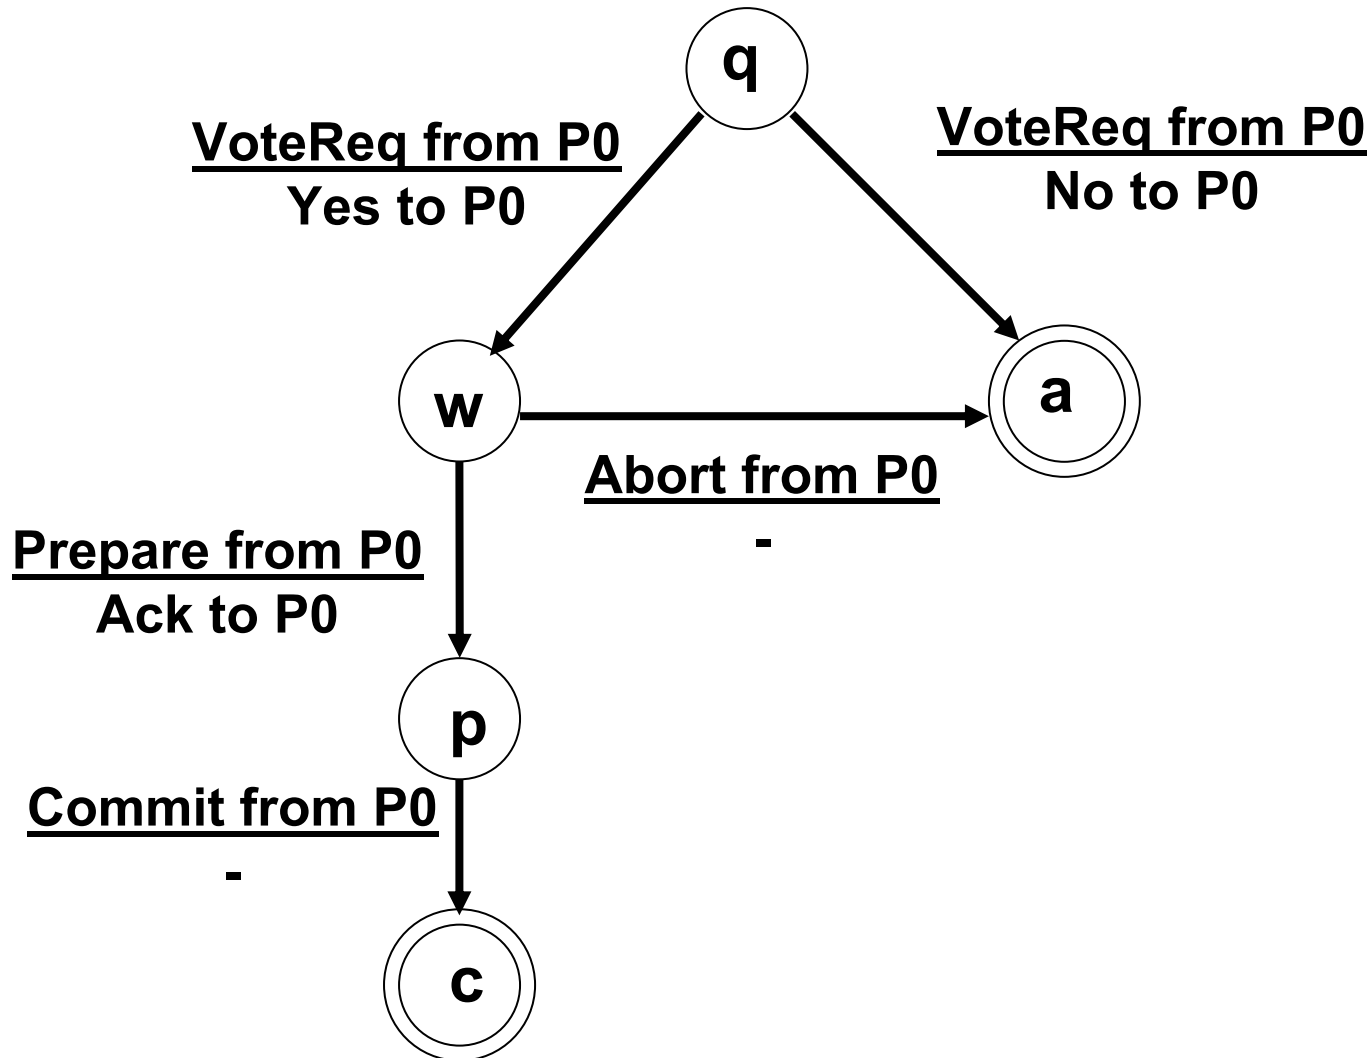 q
VoteReq from P0
Yes to P0
VoteReq from P0
No to P0
w
a
Abort from P0
-
Prepare from P0
Ack to P0
p
Commit from P0
-
c